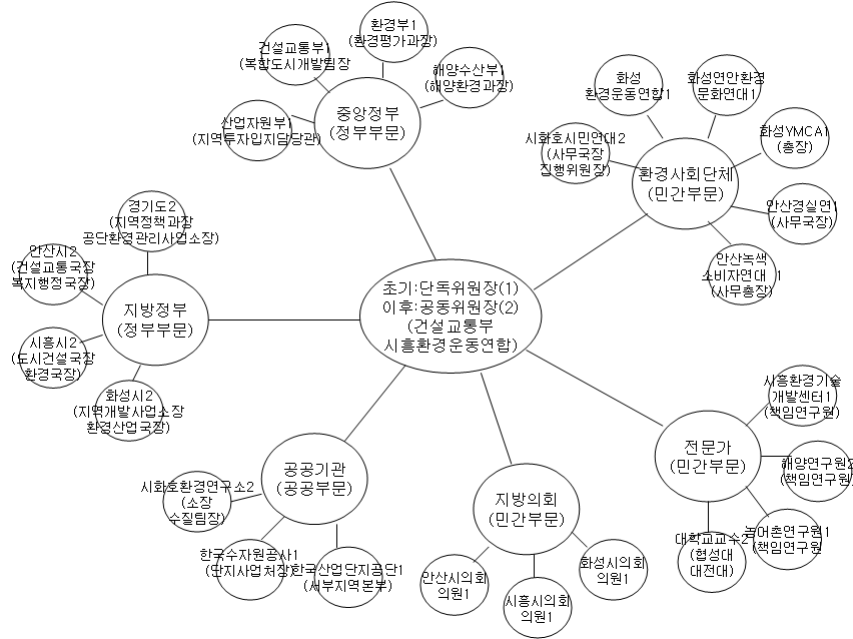 환경부1
(환경평가과장)
건설교통부1
(복합도시개발팀장
해양수산부1
(해양환경과장)
산업자원부1
(지역투자입지담당관)
중앙정부
(정부부문)
화성
환경운동연합1
화성연안환경
문화연대1
시화호시민연대2
(사무국장
집행위원장)
화성YMCA1
(총장)
환경사회단체
(민간부문)
안산경실연1
(사무국장)
안산녹색
소비자연대 1
(사무총장)
경기도2
(지역정책과장
공단환경관리사업소장)
안산시2
(건설교통국장
복지행정국장)
지방정부
(정부부문)
시흥시2
(도시건설국장
환경국장)
화성시2
(지역개발사업소장
환경산업국장)
초기:단독위원장(1)
이후:공동위원장(2)
(건설교통부
시흥환경운동연합)
시흥환경기술
개발센터1
(책임연구원)
전문가
(민간부문)
해양연구원2
(책임연구원)
농어촌연구원1
(책임연구원
대학교교수2
(협성대
대전대)
공공기관
(공공부문)
시화호환경연구소2
(소장
수질팀장)
한국수자원공사1
(단지사업처장)
한국산업단지공단1
(서부지역본부)
지방의회
(민간부문)
안산시의회
의원1
시흥시의회
의원1
화성시의회
의원1